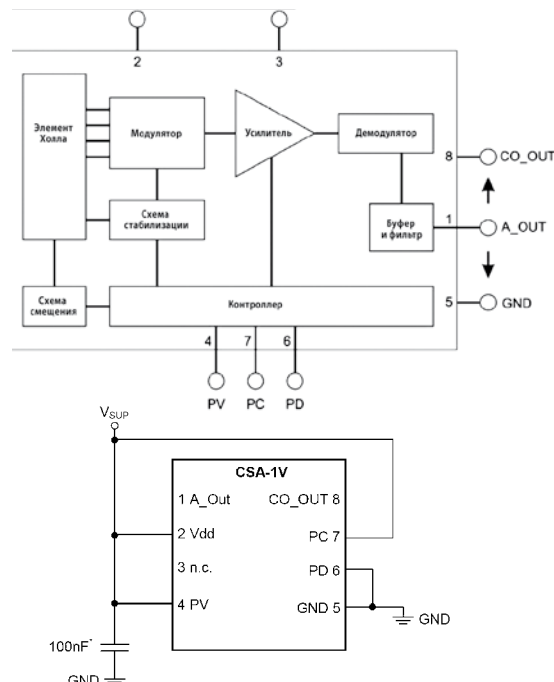 2 3
Элемент
Холла
Модулятор
Усилитель
Демодулятор
8 CO_OUT
Схема
стабилизации
Буфер
и фильтр
1 A_OUT
Схема
смещения
Контроллер
5 GND
4 7 6
PV PC PD
VSUP
CSA-1V
1 A_Out CO_OUT 8
2 Vdd PC 7
3 n.c. PD 6
4 PV GND 5
GND
100nF*
GND